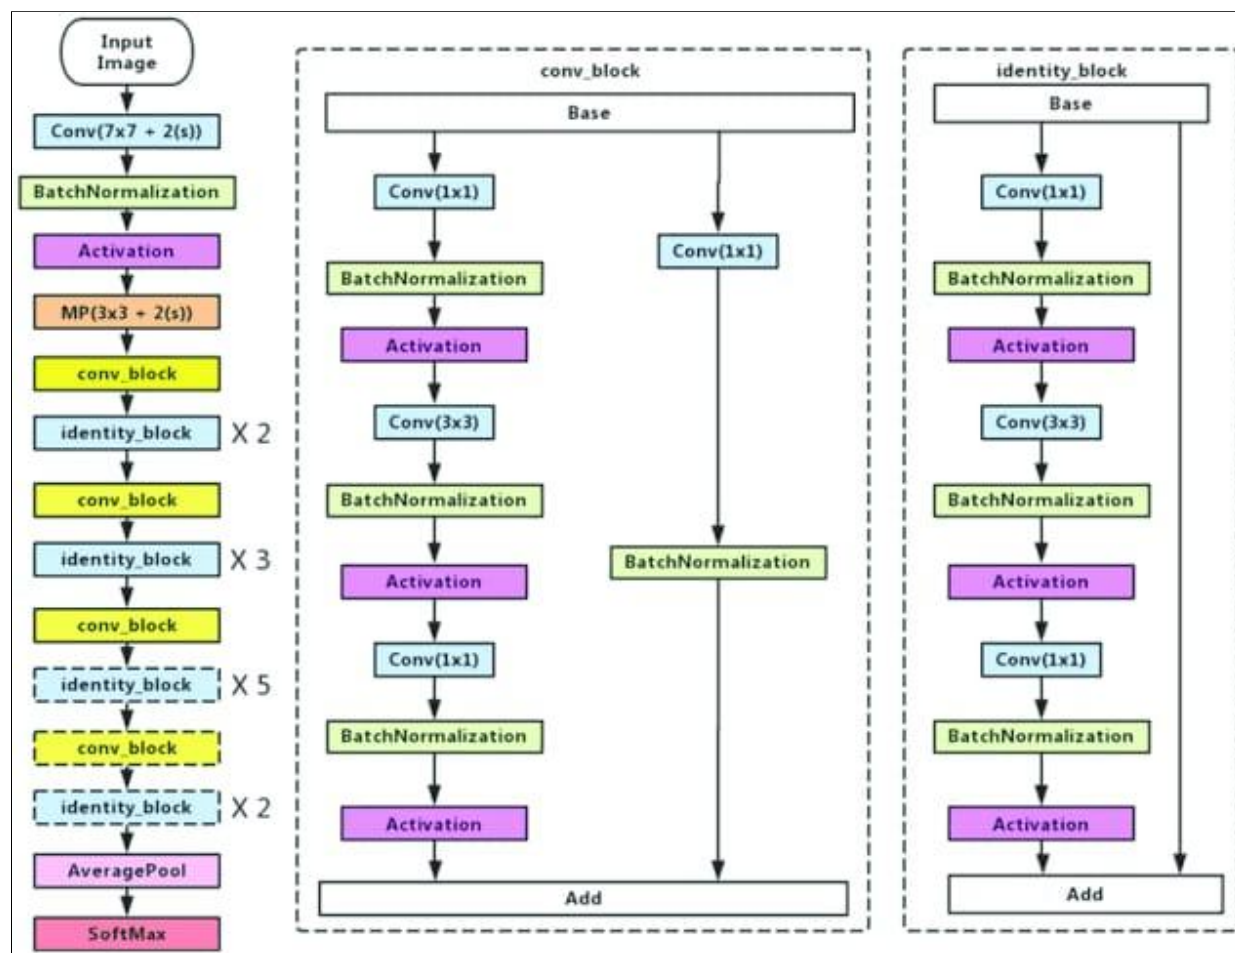 Input
Image
Conv(7x7 + 2(s))
BatchNormalization
Activation
MP(3x3 + 2(s))
conv_block
identity_block X 2
conv_block
identity_block X 3
conv_block
identity_block X 5
conv_block
identity_block X 2
AveragePool
SoftMax
conv_block
Base
Conv(1x1)
BatchNormalization
Activation
Conv(3x3)
BatchNormalization
Activation
Conv(1x1)
BatchNormalization
Activation
Conv(1x1)
BatchNormalization
Add
identity_block
Base
Conv(1x1)
BatchNormalization
Activation
Conv(3x3)
BatchNormalization
Activation
Conv(1x1)
BatchNormalization
Activation
Add